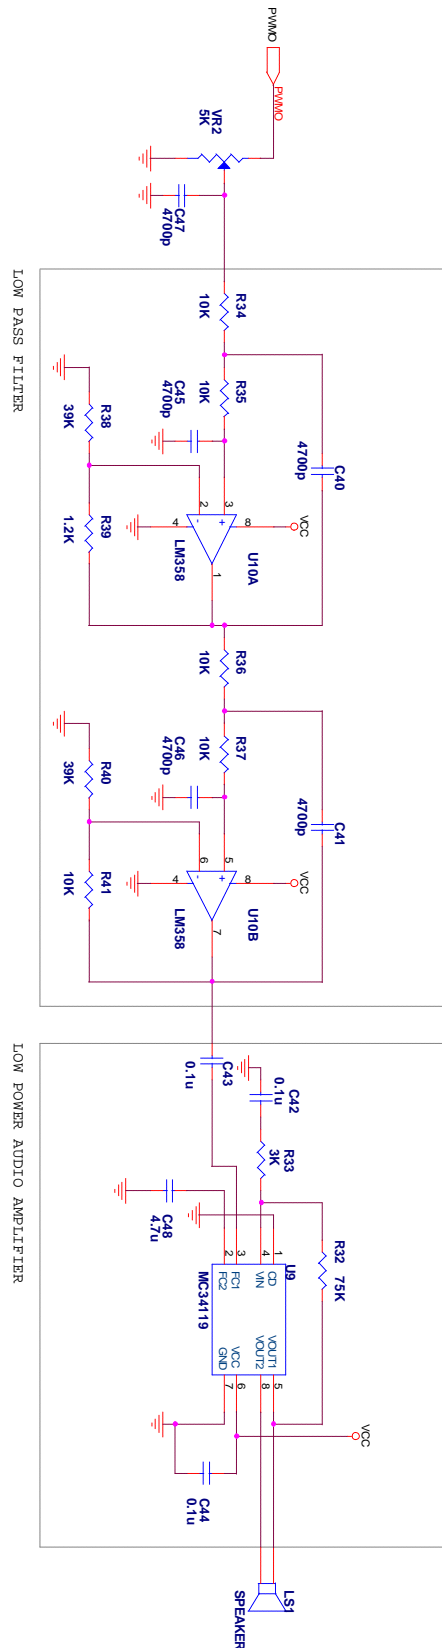 PWMO
PWMO
VR2
5K
C47
4700p
LOW PASS FILTER
R34
10K
R35
10K
C45
4700p
C40
4700p
R38
39K
R39
1.2K
3
2
+
-
8
4
1
VCC
U10A
LM358
R36
10K
R37
10K
C46
4700p
C41
4700p
R40
39K
R41
10K
5
6
+
-
8
4
7
VCC
U10B
LM358
LOW POWER AUDIO AMPLIFIER
C43
0.1u
C42
0.1u
R33
3K
R32
75K
C48
4.7u
1
4
3
2
U9
CD
VIN
FC1
FC2
MC34119
VOUT1
VOUT2
VCC
GND
5
8
6
7
VCC
C44
0.1u
LS1
SPEAKER